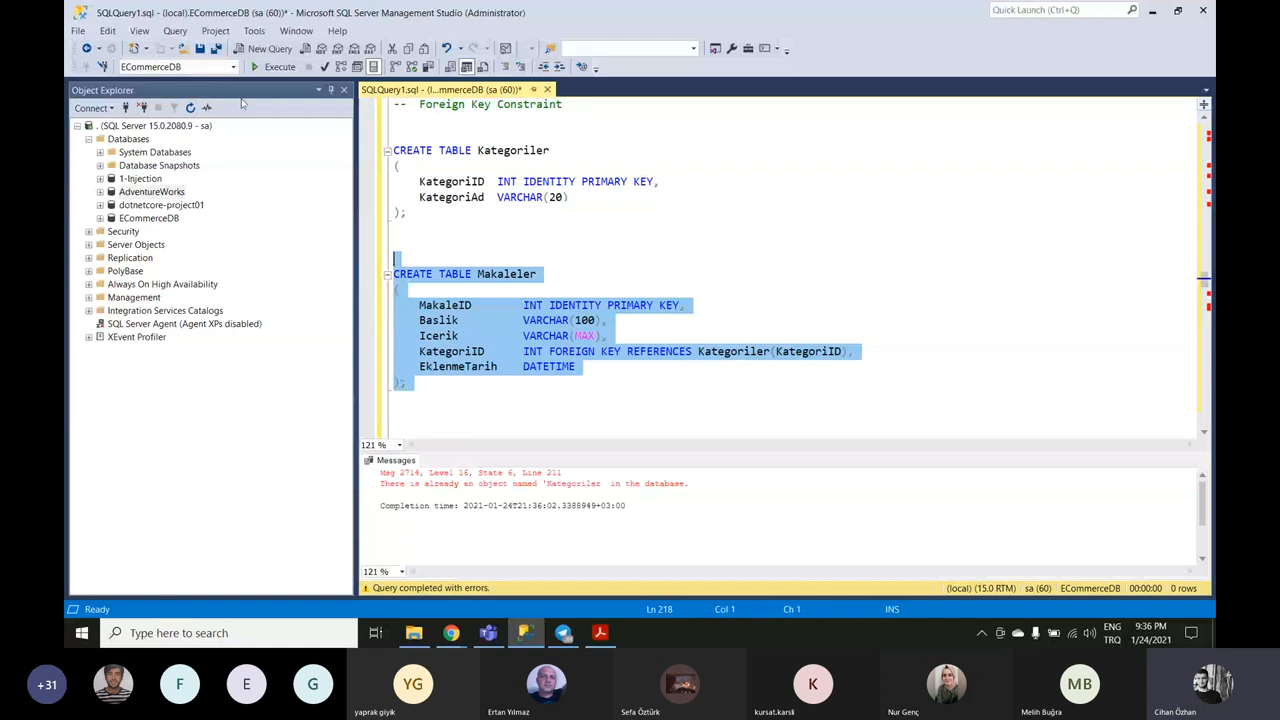 SQLQuery1.sql - (local).ECommerceDB (sa (60))* - Microsoft SQL Server Management Studio (Administrator)
Quick Launch (Ctrl+Q)
File Edit View Query Project Tools Window Help
New Query
ECommerceDB
Execute
Object Explorer
SQLQuery1.sql - (l...mmerceDB (sa (60))*
Connect
. (SQL Server 15.0.2080.9 - sa)
Databases
System Databases
Database Snapshots
1-Injection
AdventureWorks
dotnetcore-project01
ECommerceDB
Security
Server Objects
Replication
PolyBase
Always On High Availability
Management
Integration Services Catalogs
SQL Server Agent (Agent XPs disabled)
XEvent Profiler
-- Foreign Key Constraint
CREATE TABLE Kategoriler
(
KategoriID INT IDENTITY PRIMARY KEY,
KategoriAd VARCHAR(20)
);
CREATE TABLE Makaleler
(
MakaleID INT IDENTITY PRIMARY KEY,
Baslik VARCHAR(100),
Icerik VARCHAR(MAX),
KategoriID INT FOREIGN KEY REFERENCES Kategoriler(KategoriID),
EklenmeTarih DATETIME
);
121 %
Messages
Msg 2714, Level 16, State 6, Line 211
There is already an object named 'Kategoriler' in the database.
Completion time: 2021-01-24T21:36:02.3388949+03:00
121 %
Query completed with errors.
(local) (15.0 RTM) sa (60) ECommerceDB 00:00:00 0 rows
Ready
Ln 218 Col 1 Ch 1 INS
Type here to search
ENG
TRQ
9:36 PM
1/24/2021
+31
F
E
G
YG
K
MB
yaprak giyik
Ertan Yılmaz
Sefa Öztürk
kursat.karsli
Nur Genç
Melih Buğra
Cihan Özhan